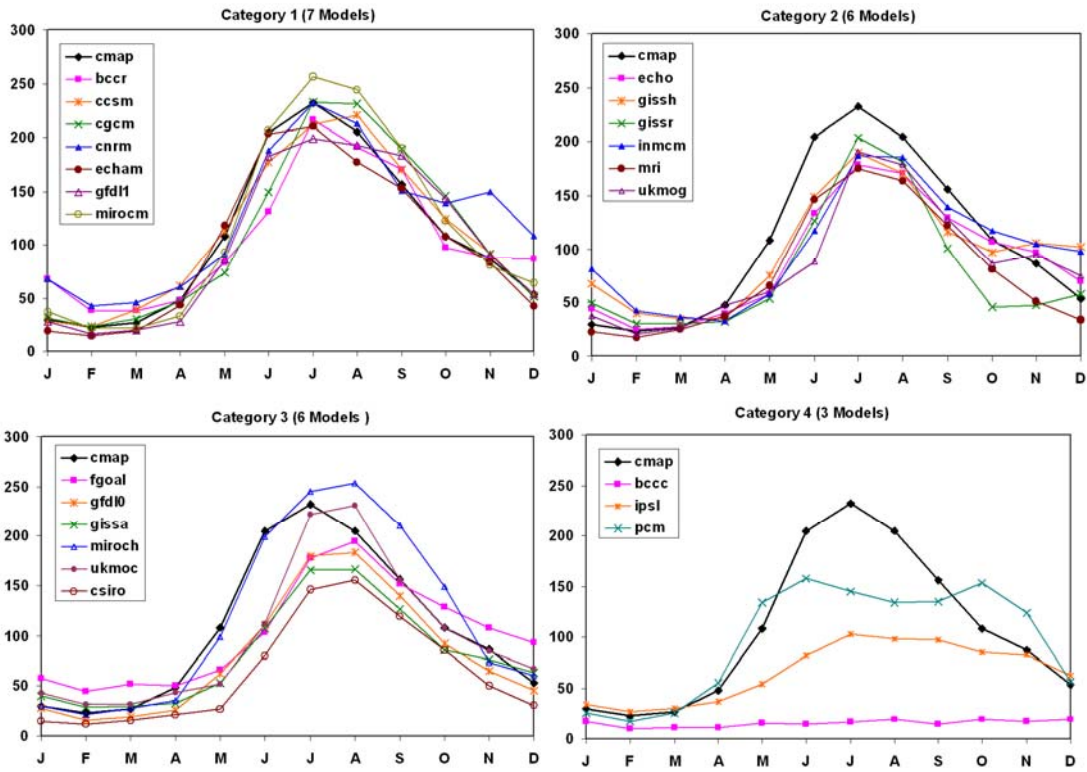 Category 1 (7 Models)
300
250
200
150
100
50
0
cmap
bccr
ccsm
cgcm
cnrm
echam
gfdl1
mirocm
J F M A M J J A S O N D
Category 2 (6 Models)
300
250
200
150
100
50
0
cmap
echo
gissh
gissr
inmcm
mri
ukmog
J F M A M J J A S O N D
Category 3 (6 Models )
300
250
200
150
100
50
0
cmap
fgoal
gfdl0
gissa
miroch
ukmoc
csiro
J F M A M J J A S O N D
Category 4 (3 Models)
300
250
200
150
100
50
0
cmap
bccc
ipsl
pcm
J F M A M J J A S O N D